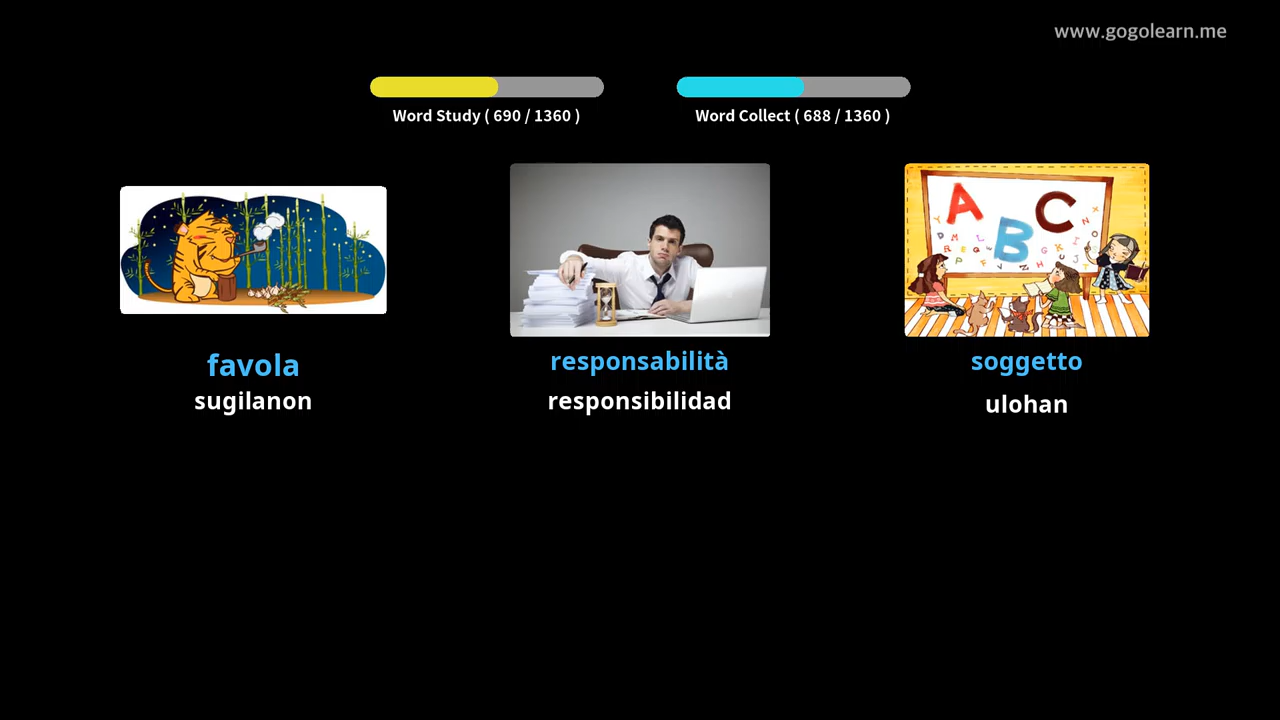 www.gogolearn.me
Word Study ( 690 / 1360 )
Word Collect ( 688 / 1360 )
A B C
favola
sugilanon
responsabilità
responsibilidad
soggetto
ulohan